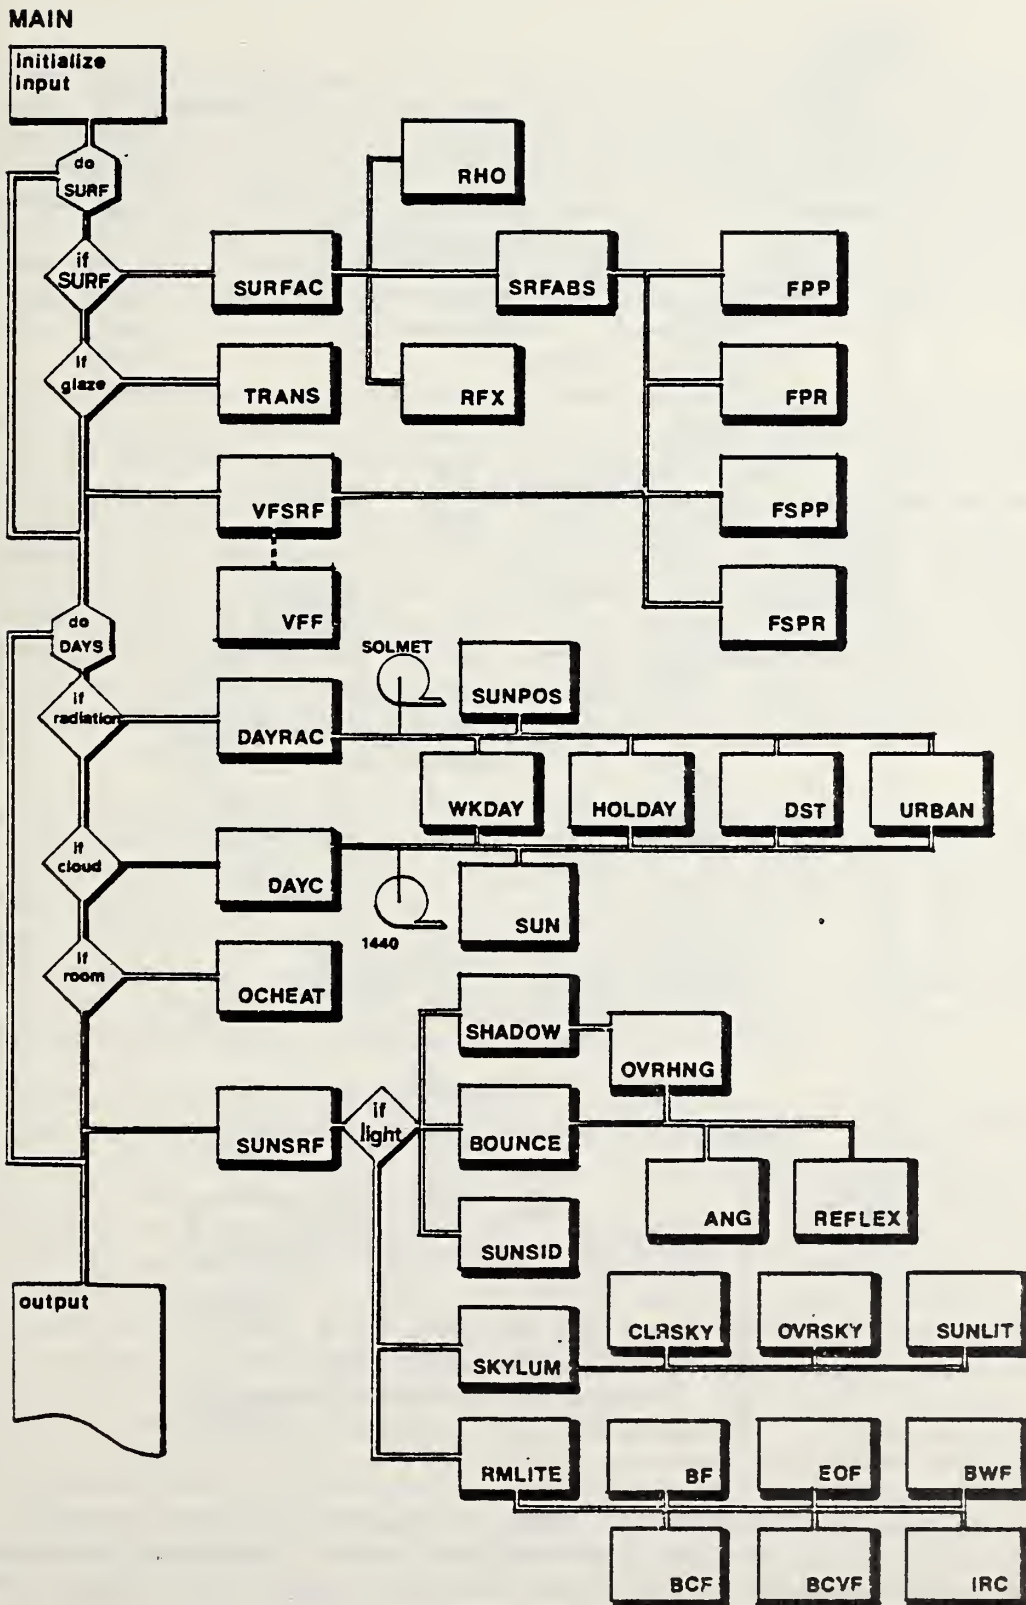 MAIN
Initialize
input
do
SURF
RHO
if
SURF
SURFAC
SRFABS
FPP
if
glaze
TRANS
RFX
FPR
VFSRF
FSPP
VFF
FSPR
do
DAYS
SOLMET
SUNPOS
if
radiation
DAYRAC
WKDAY
HOLDAY
DST
URBAN
if
cloud
DAYC
1440
SUN
if
room
OCHEAT
SHADOW
OVRHNG
SUNSRF
if
light
BOUNCE
ANG
REFLEX
SUNSID
output
CLRSKY
OVRSKY
SUNLIT
SKYLUM
RMLITE
BF
EOF
BWF
BCF
BCVF
IRC